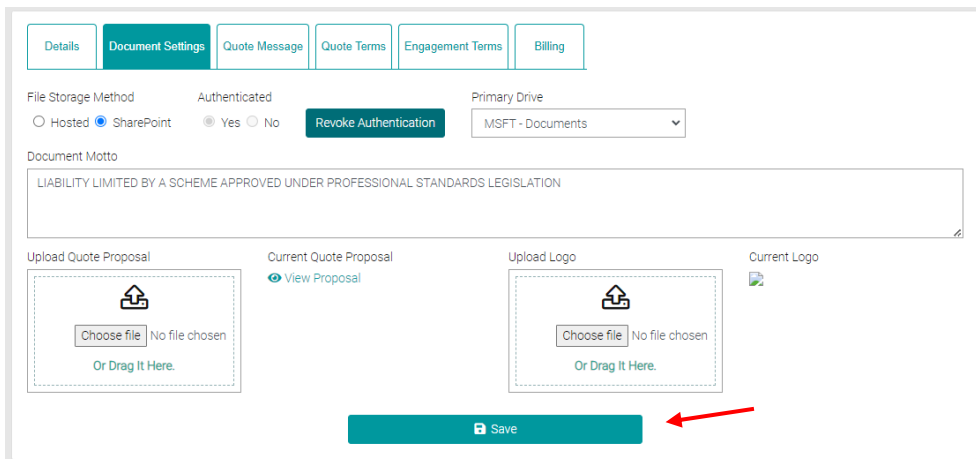 Details Document Settings Quote Message Quote Terms Engagement Terms Billing
File Storage Method Authenticated Primary Drive
Hosted SharePoint Yes No Revoke Authentication MSFT - Documents
Document Motto
LIABILITY LIMITED BY A SCHEME APPROVED UNDER PROFESSIONAL STANDARDS LEGISLATION
Upload Quote Proposal Current Quote Proposal Upload Logo Current Logo
View Proposal
Choose file No file chosen Choose file No file chosen
Or Drag It Here. Or Drag It Here.
Save